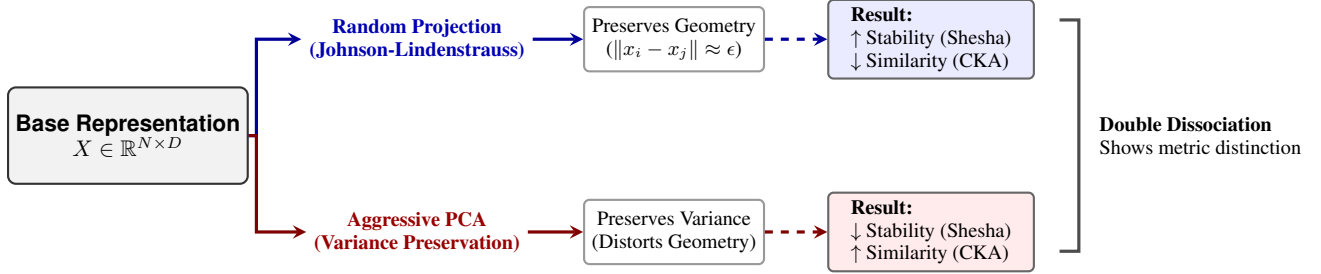 Base Representation
X ∈ ℝ^{N×D}
Random Projection
(Johnson-Lindenstrauss)
Preserves Geometry
(‖x_i − x_j‖ ≈ ϵ)
Result:
↑ Stability (Shesha)
↓ Similarity (CKA)
Aggressive PCA
(Variance Preservation)
Preserves Variance
(Distorts Geometry)
Result:
↓ Stability (Shesha)
↑ Similarity (CKA)
Double Dissociation
Shows metric distinction